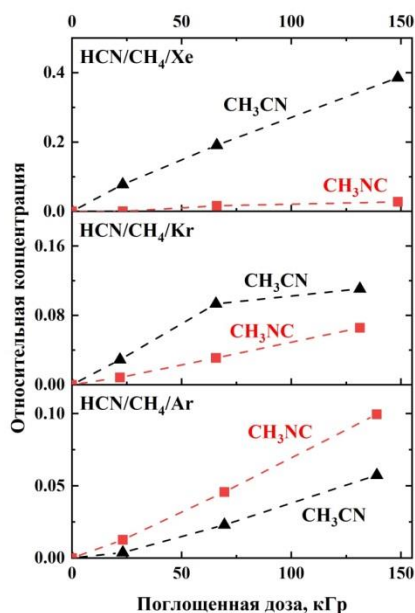 0 50 100 150
HCN/CH₄/Xe
0.4
CH₃CN
0.2
CH₃NC
0.0
HCN/CH₄/Kr
0.16
CH₃CN
0.08
CH₃NC
0.00
HCN/CH₄/Ar
0.10
CH₃NC
0.05
CH₃CN
0.00
0 50 100 150
Относительная концентрация
Поглощенная доза, кГр